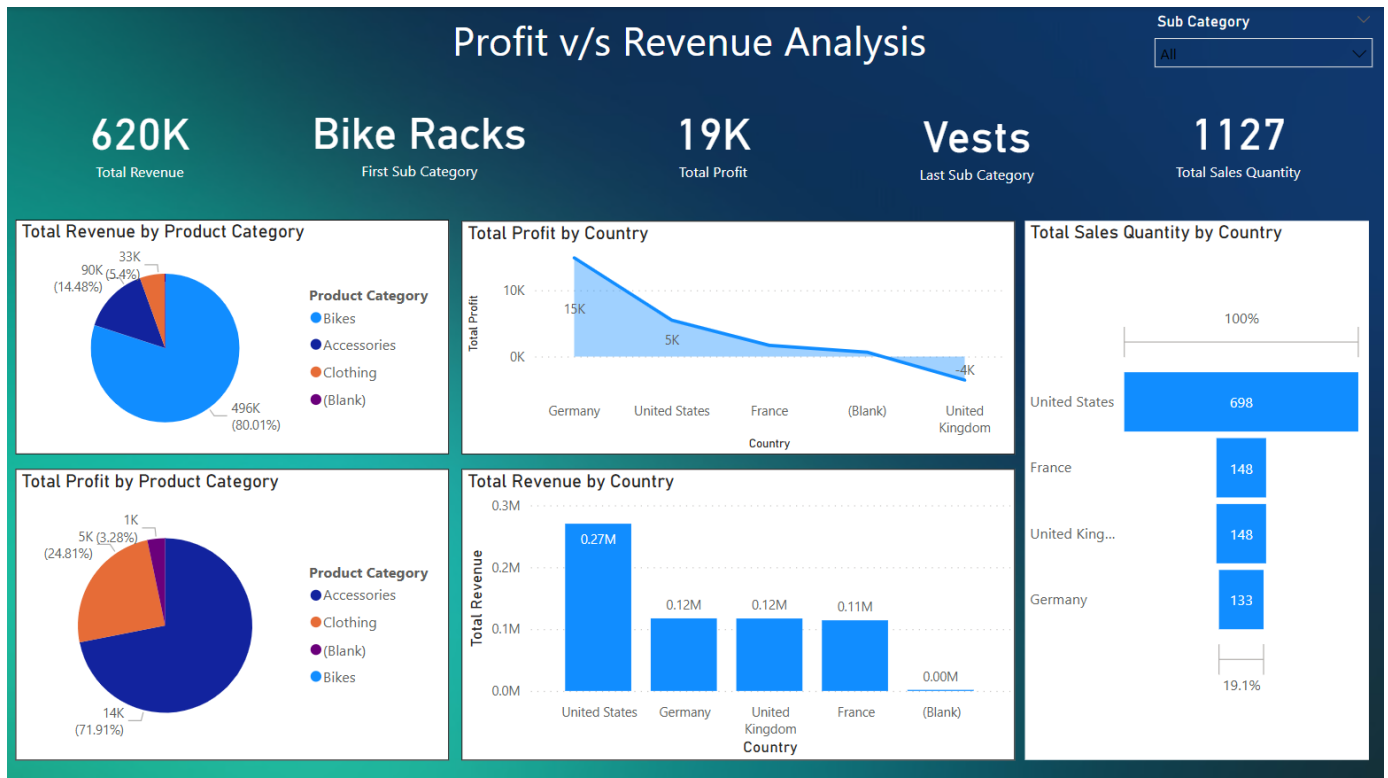 Profit v/s Revenue Analysis
Sub Category
All
620K
Total Revenue
Bike Racks
First Sub Category
19K
Total Profit
Vests
Last Sub Category
1127
Total Sales Quantity
Total Revenue by Product Category
33K
(5.4%)
90K
(14.48%)
496K
(80.01%)
Product Category
Bikes
Accessories
Clothing
(Blank)
Total Profit by Country
Total Profit
10K
0K
15K
5K
-4K
Germany
United States
France
(Blank)
United
Kingdom
Country
Total Sales Quantity by Country
100%
United States
698
France
148
United King...
148
Germany
133
19.1%
Total Profit by Product Category
1K
(3.28%)
5K
(24.81%)
14K
(71.91%)
Product Category
Accessories
Clothing
(Blank)
Bikes
Total Revenue by Country
Total Revenue
0.3M
0.2M
0.1M
0.0M
0.27M
0.12M
0.12M
0.11M
0.00M
United States
Germany
United
Kingdom
France
(Blank)
Country